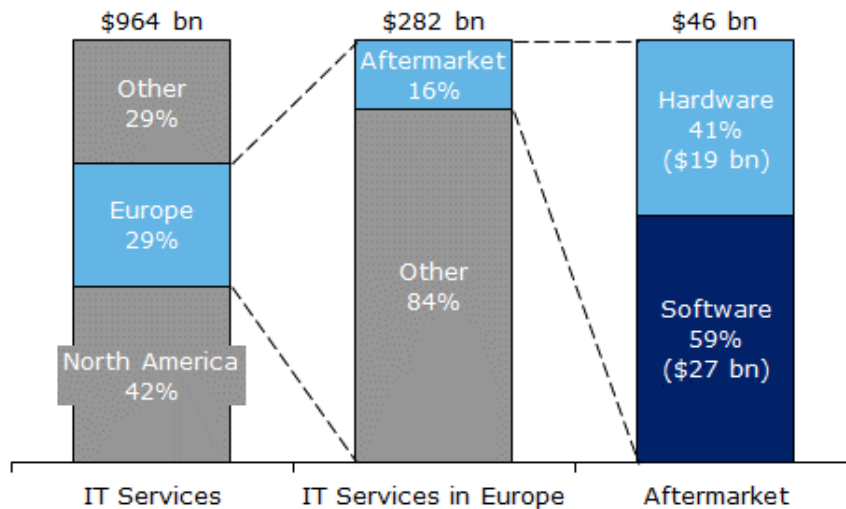 $964 bn
$282 bn
$46 bn
Other
29%
Europe
29%
North America
42%
Aftermarket
16%
Other
84%
Hardware
41%
($19 bn)
Software
59%
($27 bn)
IT Services
IT Services in Europe
Aftermarket